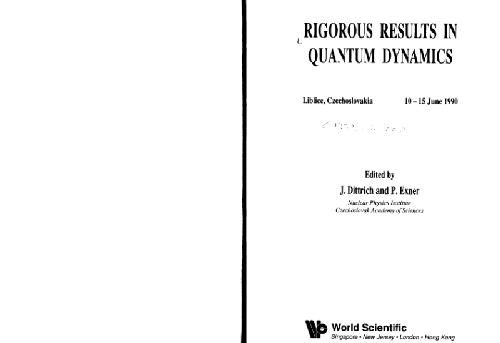 RIGOROUS RESULTS IN
QUANTUM DYNAMICS
Liblice, Czechoslovakia 10 – 15 June 1990
Edited by
J. Dittrich and P. Exner
Nuclear Physics Institute
Czechoslovak Academy of Sciences
World Scientific
Singapore • New Jersey • London • Hong Kong